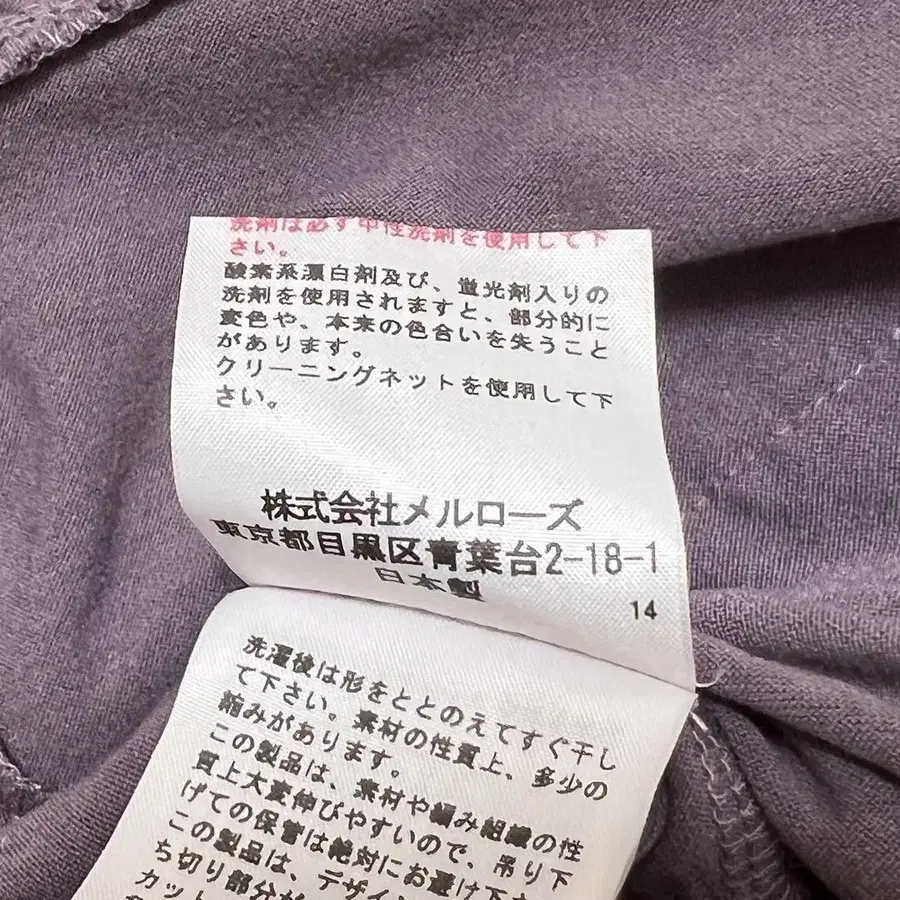 洗剤は必ず中性洗剤を使用して下
さい。
酸素系漂白剤及び、蛍光剤入りの
洗剤を使用されますと、部分的に
変色や、本来の色合いを失うこと
があります。
クリーニングネットを使用して下
さい。
株式会社メルローズ
東京都目黒区青葉台2-18-1
日本製
14
洗濯後は形をととのえてすぐ干し
て下さい。素材の性質上、多少の
縮みがあります。
この製品は、素材や編み組織の性
質上大変伸びやすいので、吊り下
げての保管は絶対にお避け下さ
この製品は、デザイン
ち切り部分が
カット